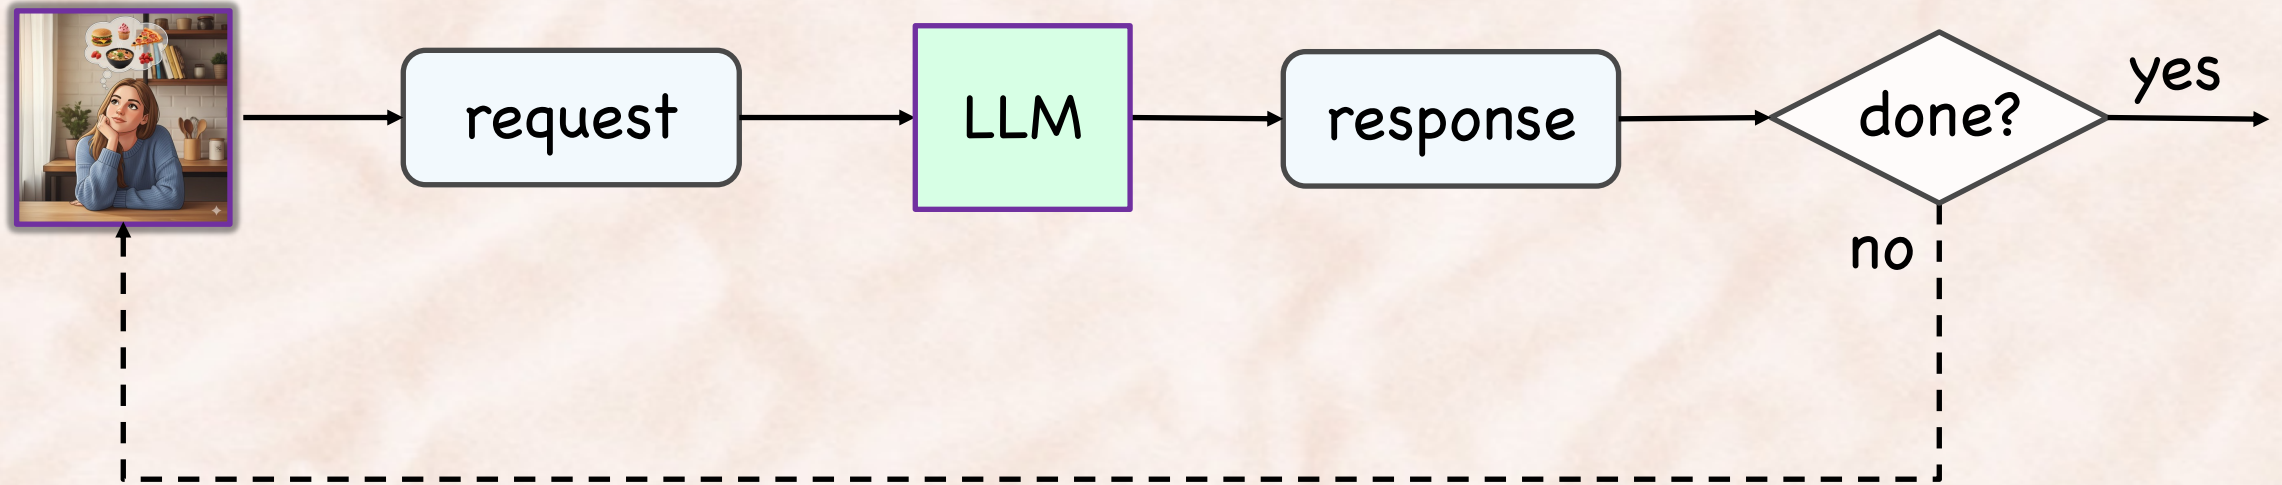 request
LLM
response
done?
yes
no